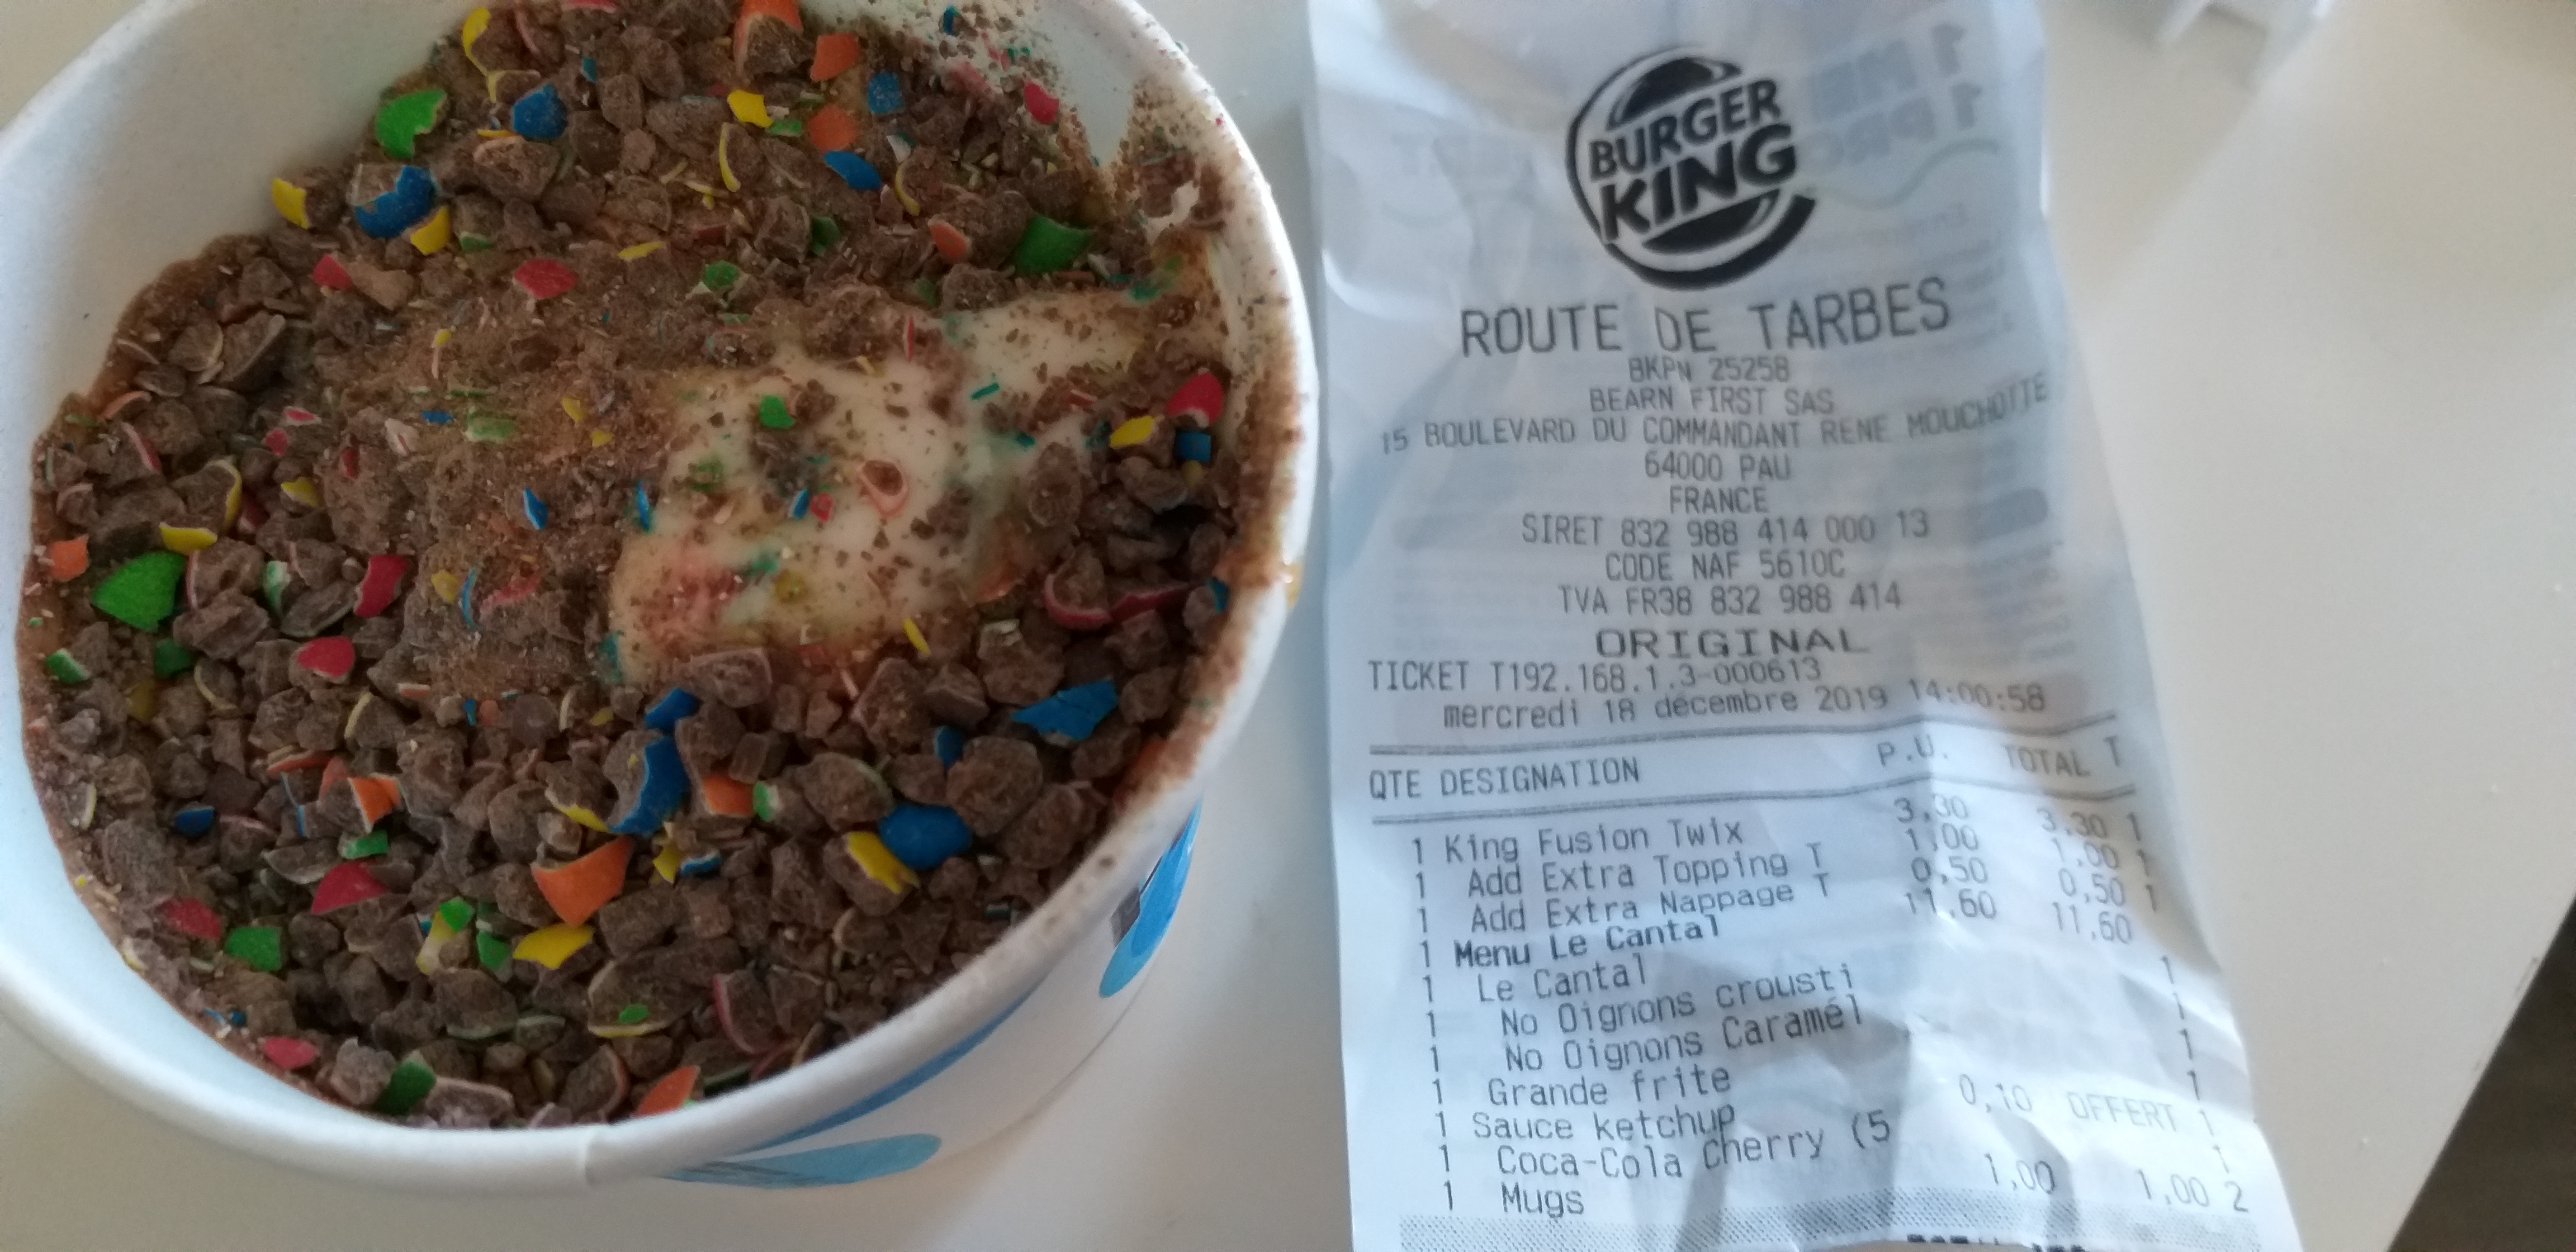 BURGER
KING
ROUTE DE TARBES
BKPN 25258
BEARN FIRST SAS
15 BOULEVARD DU COMMANDANT RENE MOUCHOTTE
64000 PAU
FRANCE
SIRET 832 988 414 000 13
CODE NAF 5610C
TVA FR38 832 988 414
ORIGINAL
TICKET T192.168.1.3-000613
mercredi 18 décembre 2019 14:00:58
QTE DESIGNATION P.U. TOTAL T
1 King Fusion Twix 3,30 3,30 1
1 Add Extra Topping T 1,00 1,00 1
1 Add Extra Nappage T 0,50 0,50 1
1 Menu Le Cantal 11,60 11,60
1 Le Cantal 1
1 No Oignons crousti 1
1 No Oignons Caramél 1
1 Grande frite 1
1 Sauce ketchup 0,10 OFFERT 1
1 Coca-Cola Cherry (5 1
1 Mugs 1,00 1,00 2